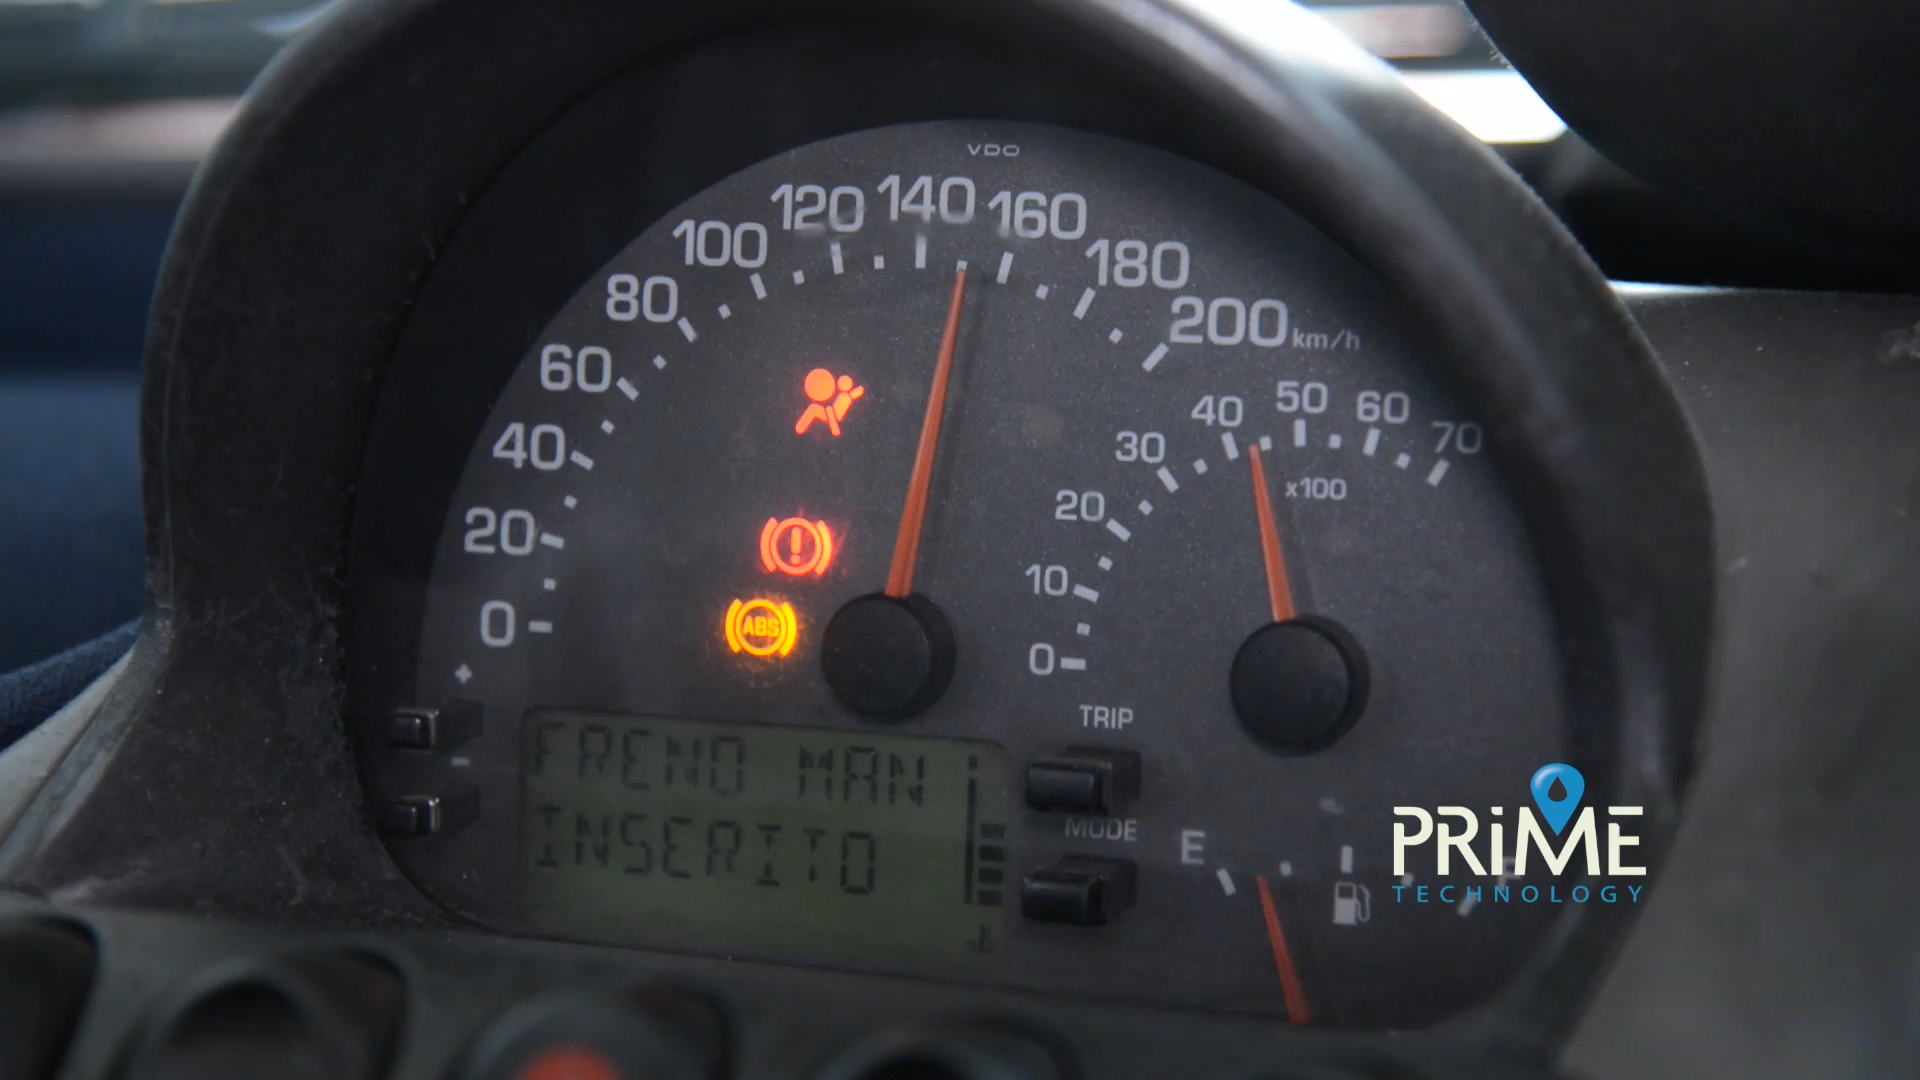 VDO
0 20 40 60 80 100 120 140 160 180 200 km/h
0 10 20 30 40 50 60 70
x100
ABS
FRENO MAN
INSERITO
TRIP
MODE
E F
PRiME
TECHNOLOGY